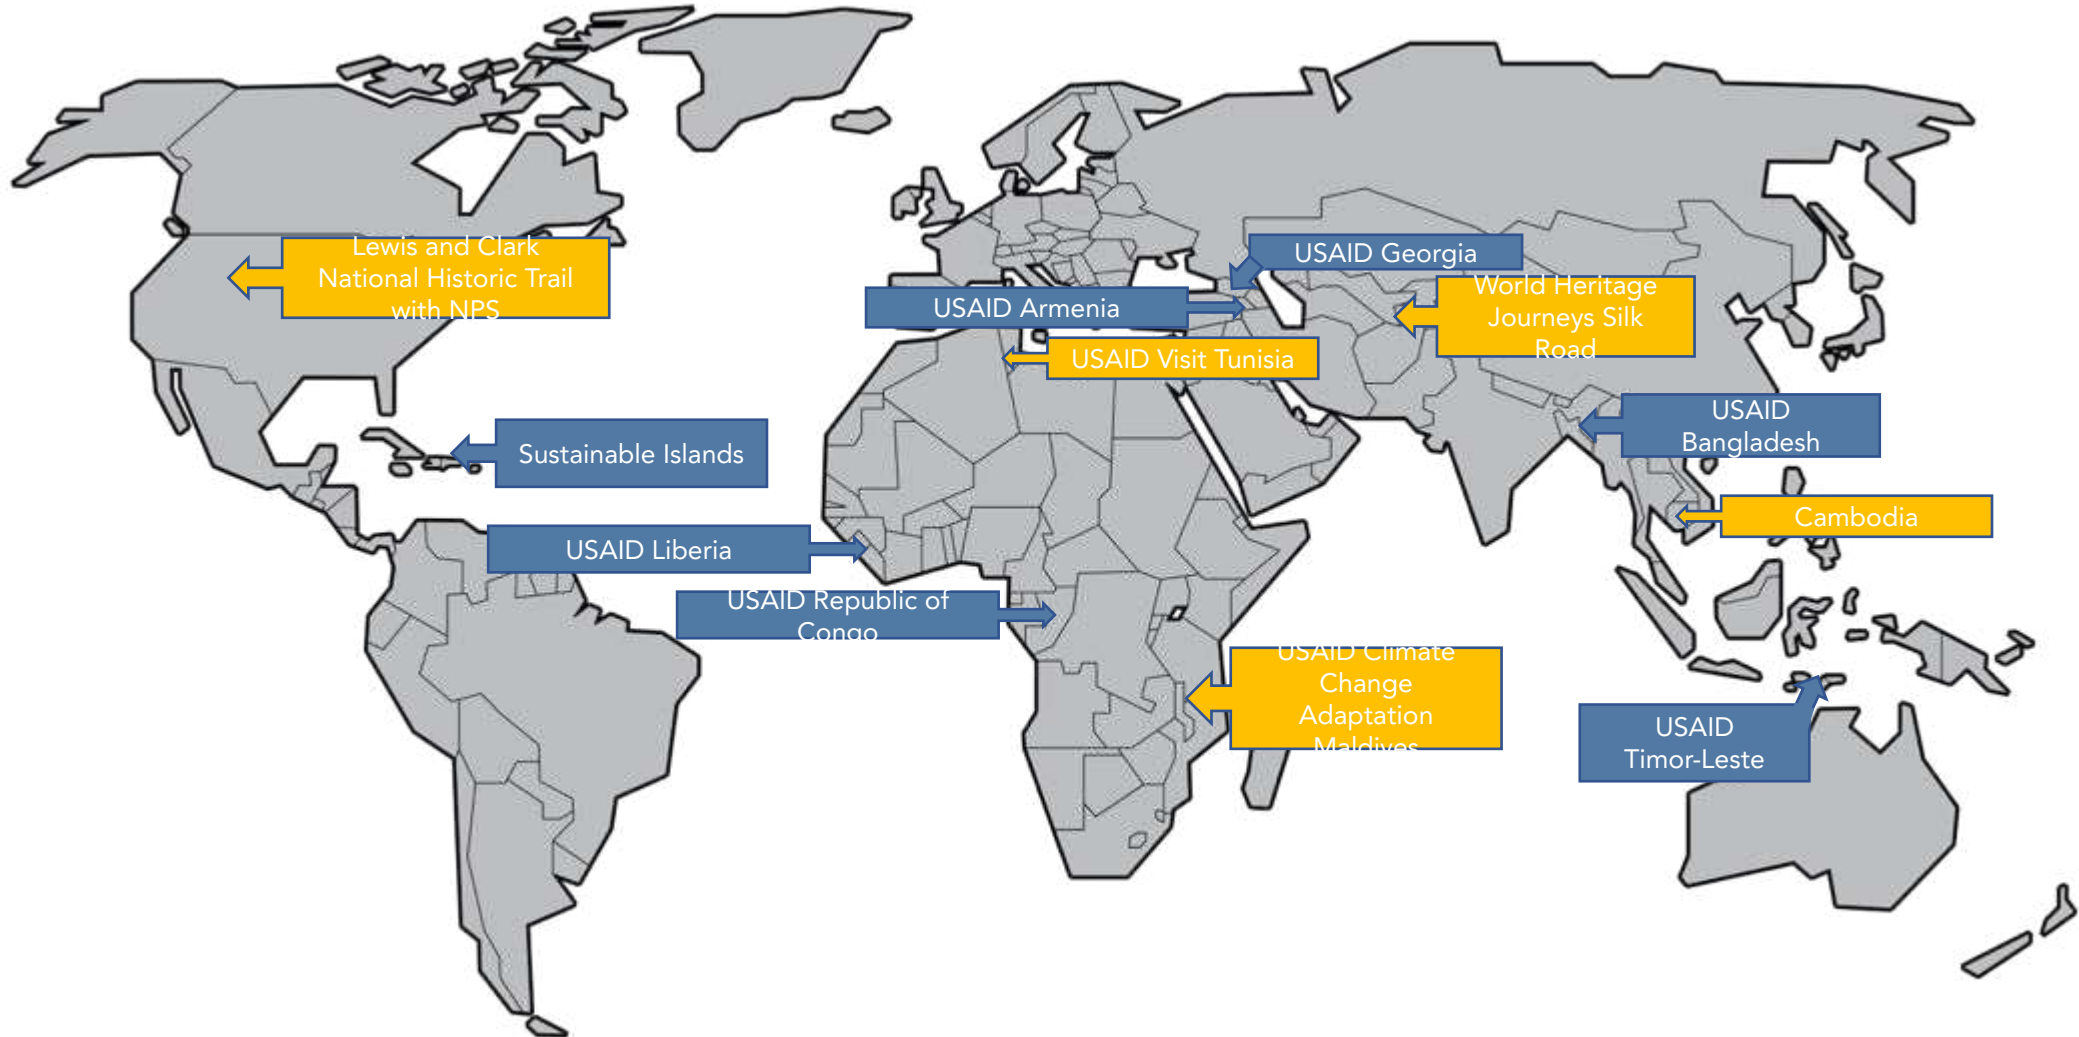 Lewis and Clark
National Historic Trail
with NPS
USAID Georgia
World Heritage
Journeys Silk
Road
USAID Armenia
USAID Visit Tunisia
USAID
Bangladesh
Sustainable Islands
Cambodia
USAID Liberia
USAID Republic of
Congo
USAID Climate
Change
Adaptation
Maldives
USAID
Timor-Leste